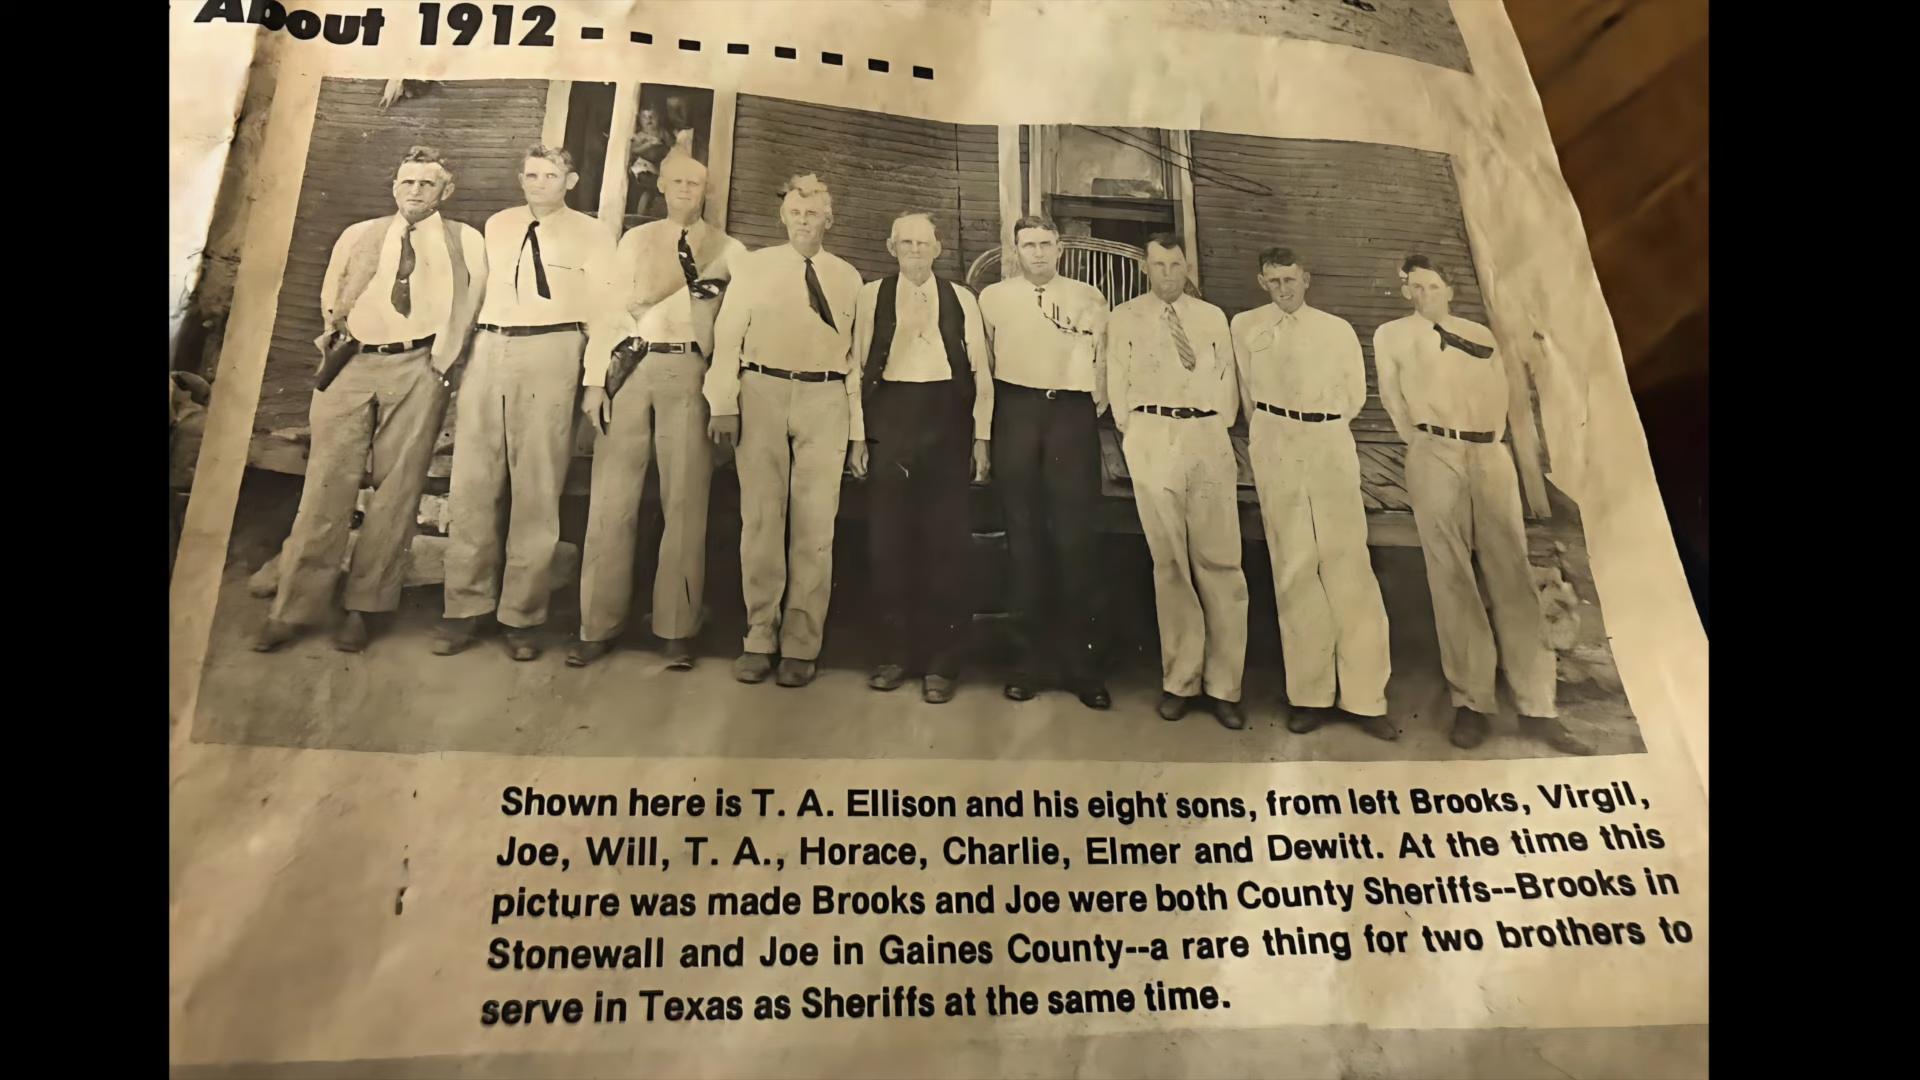 About 1912 - - - - - - - -
Shown here is T. A. Ellison and his eight sons, from left Brooks, Virgil,
Joe, Will, T. A., Horace, Charlie, Elmer and Dewitt. At the time this
picture was made Brooks and Joe were both County Sheriffs--Brooks in
Stonewall and Joe in Gaines County--a rare thing for two brothers to
serve in Texas as Sheriffs at the same time.